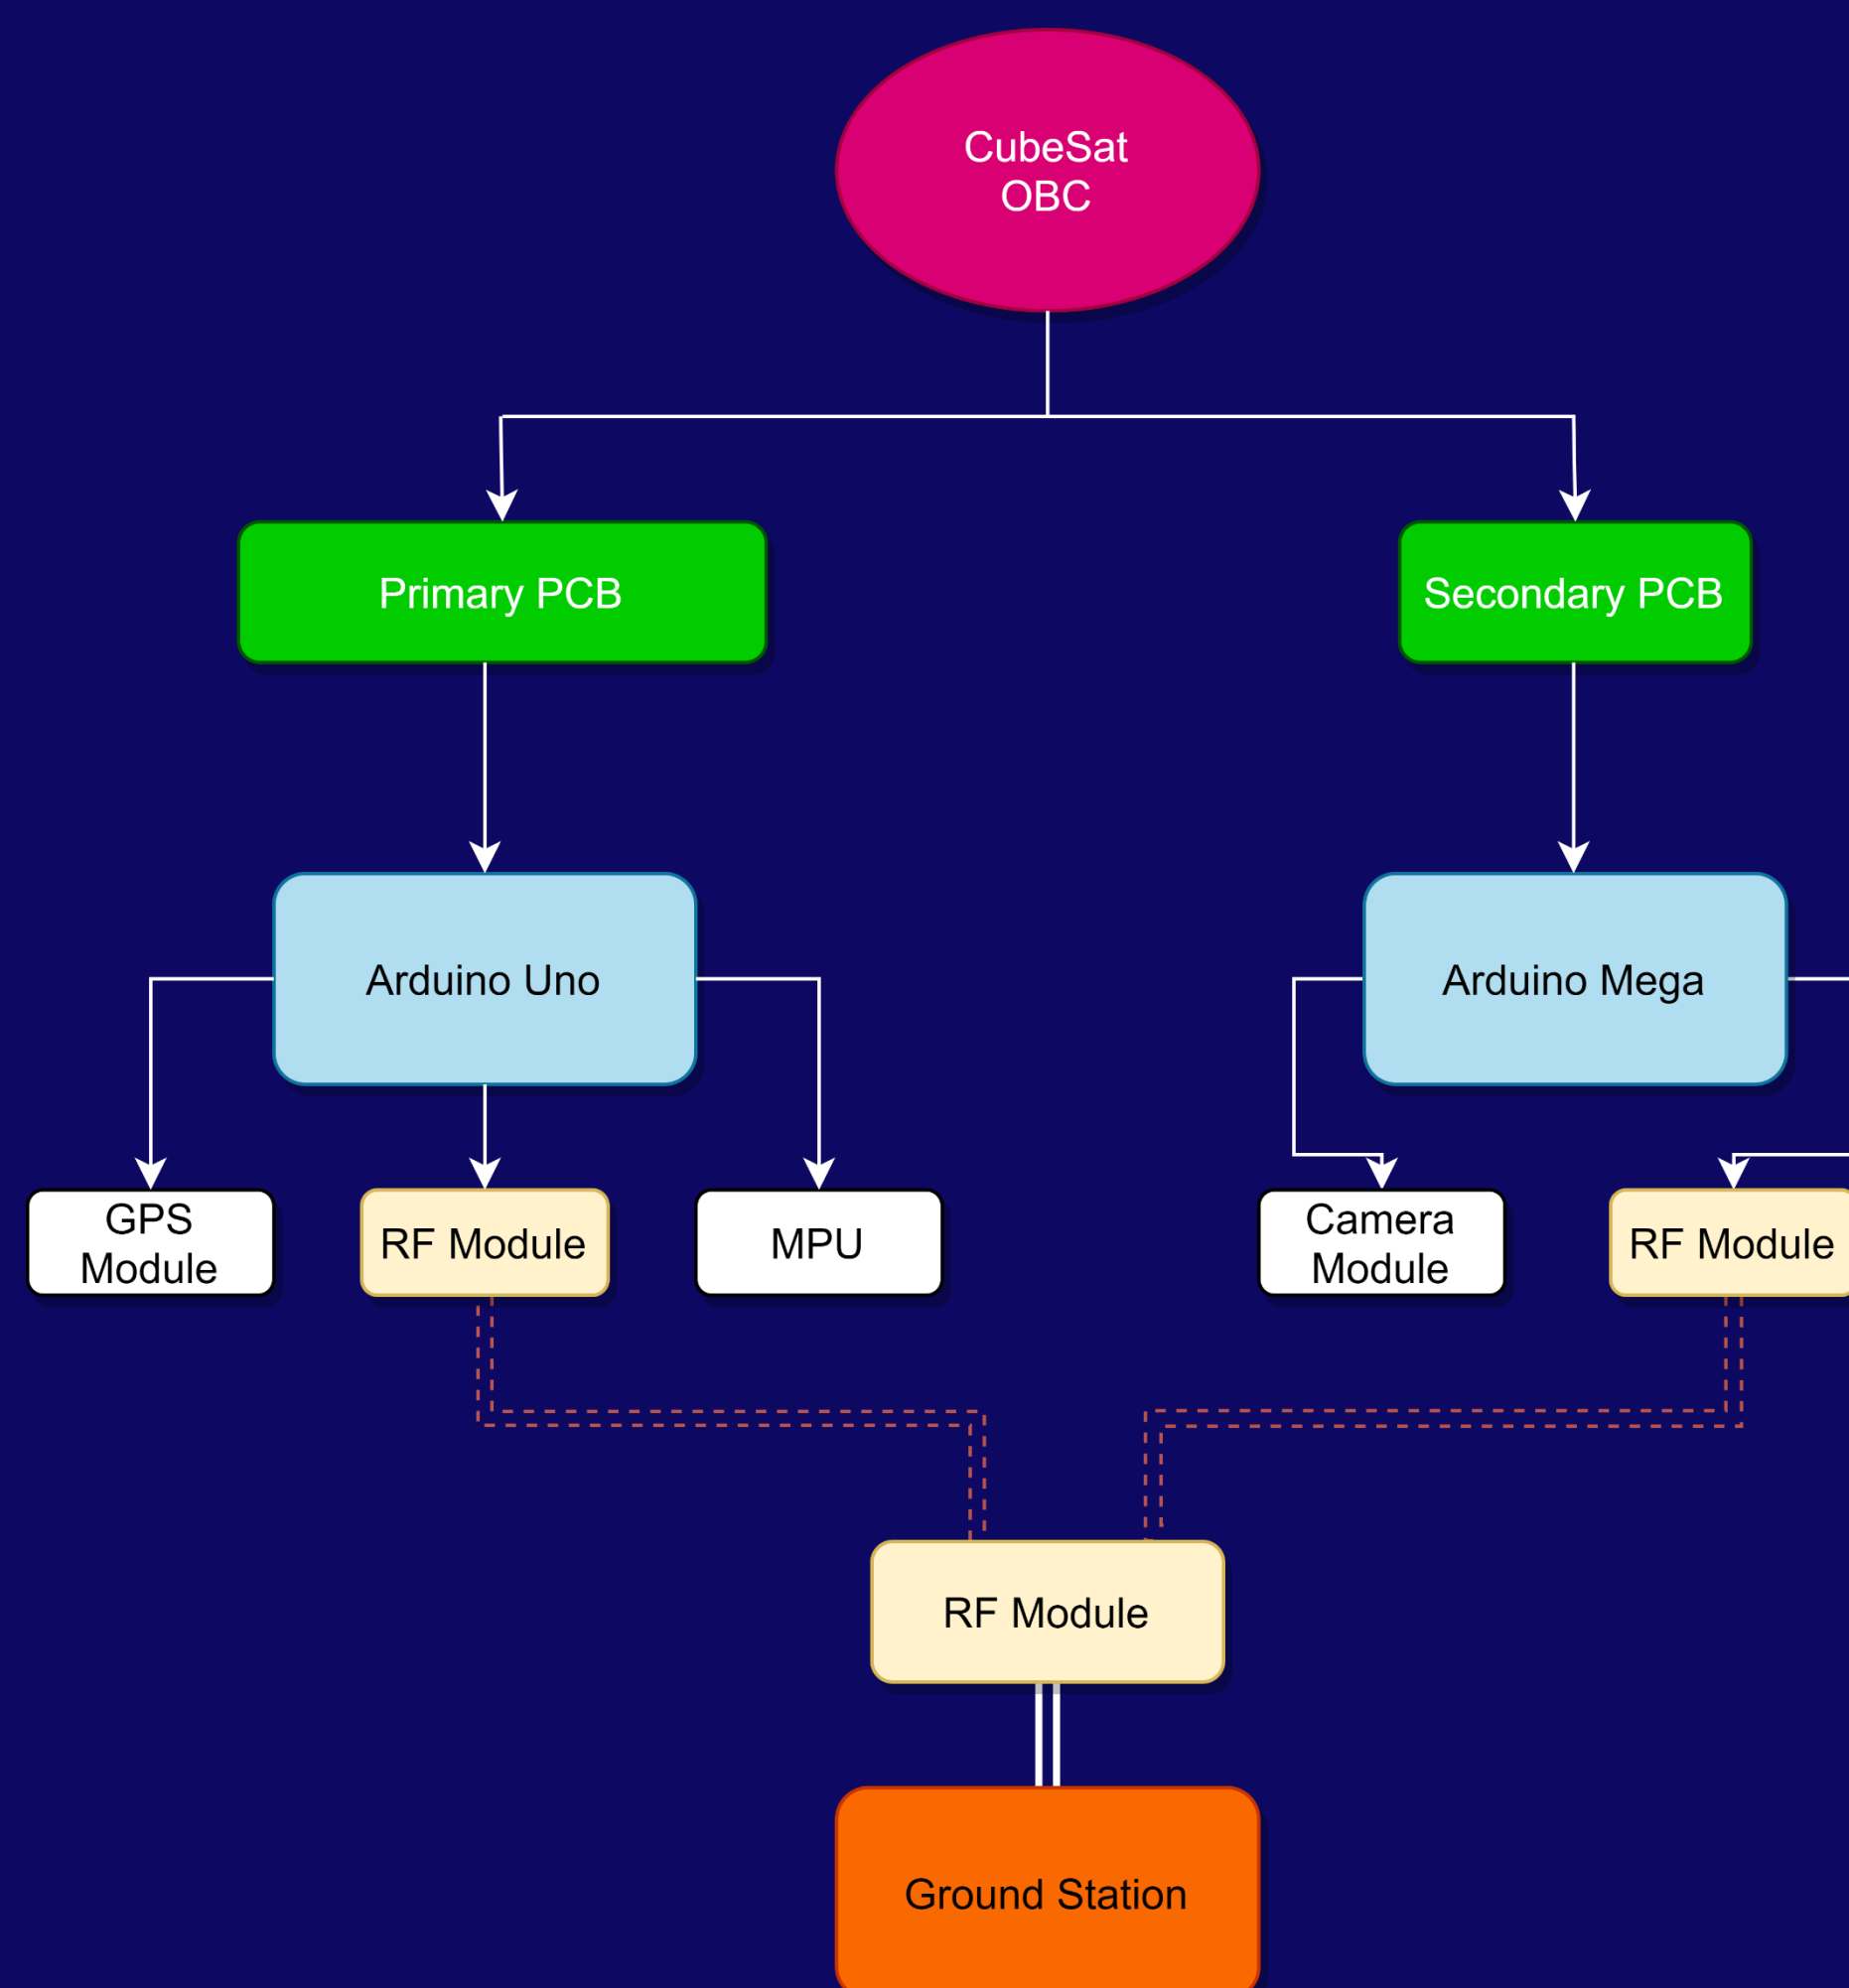 CubeSat
OBC
Primary PCB
Secondary PCB
Arduino Uno
Arduino Mega
GPS
Module
RF Module
MPU
Camera
Module
RF Module
RF Module
Ground Station